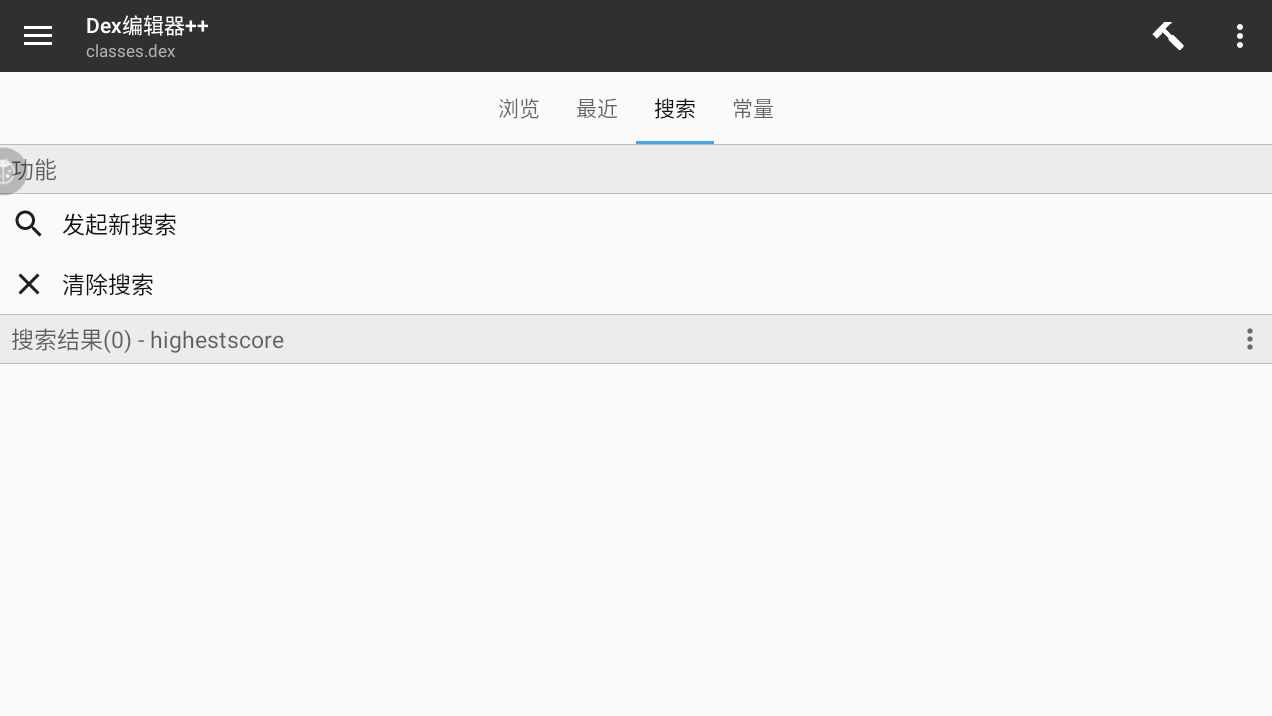 Dex编辑器++
classes.dex
浏览 最近 搜索 常量
功能
发起新搜索
清除搜索
搜索结果(0) - highestscore